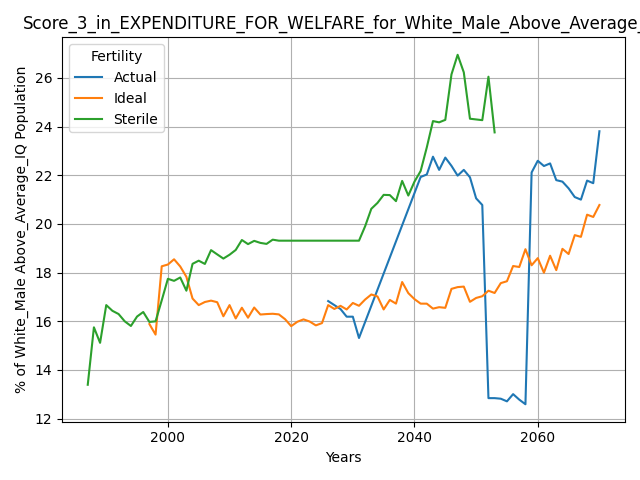 Score_3_in_EXPENDITURE_FOR_WELFARE_for_White_Male_Above_Average_
Fertility
Actual
Ideal
Sterile
% of White_Male Above_Average_IQ Population
26
24
22
20
18
16
14
12
2000
2020
2040
2060
Years